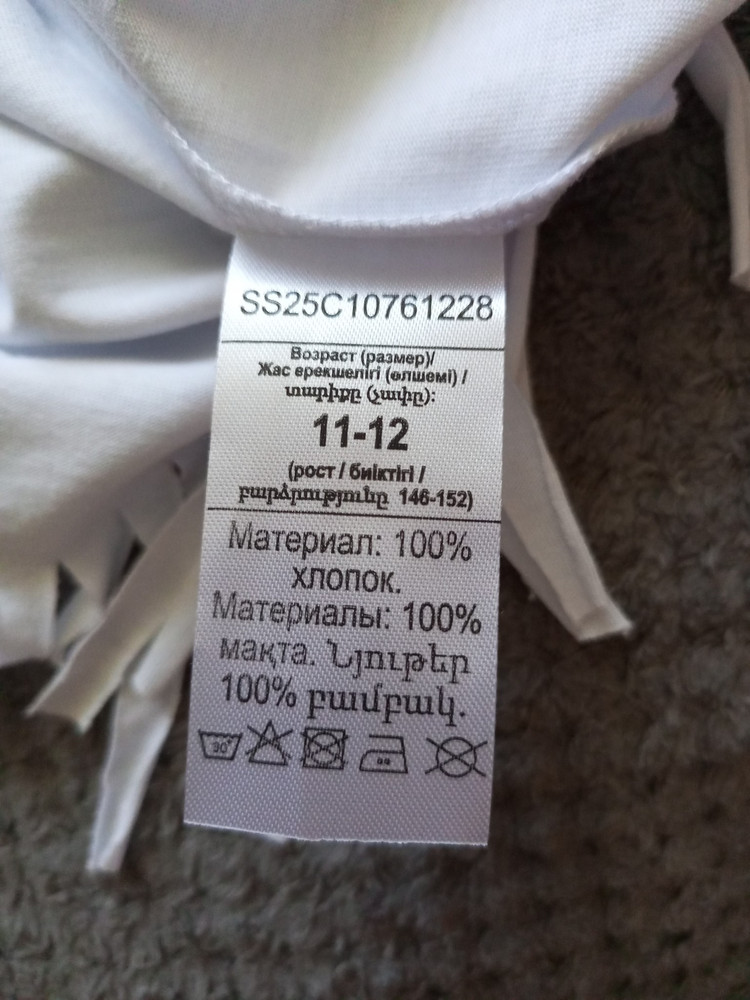 SS25C10761228
Возраст (размер)/
Жас ерекшелігі (өлшемі) /
տարիքը (չափը):
11-12
(рост / биіктігі /
բարձրությունը 146-152)
Материал: 100%
хлопок.
Материалы: 100%
мақта. Նյութեր
100% բամբակ.
30